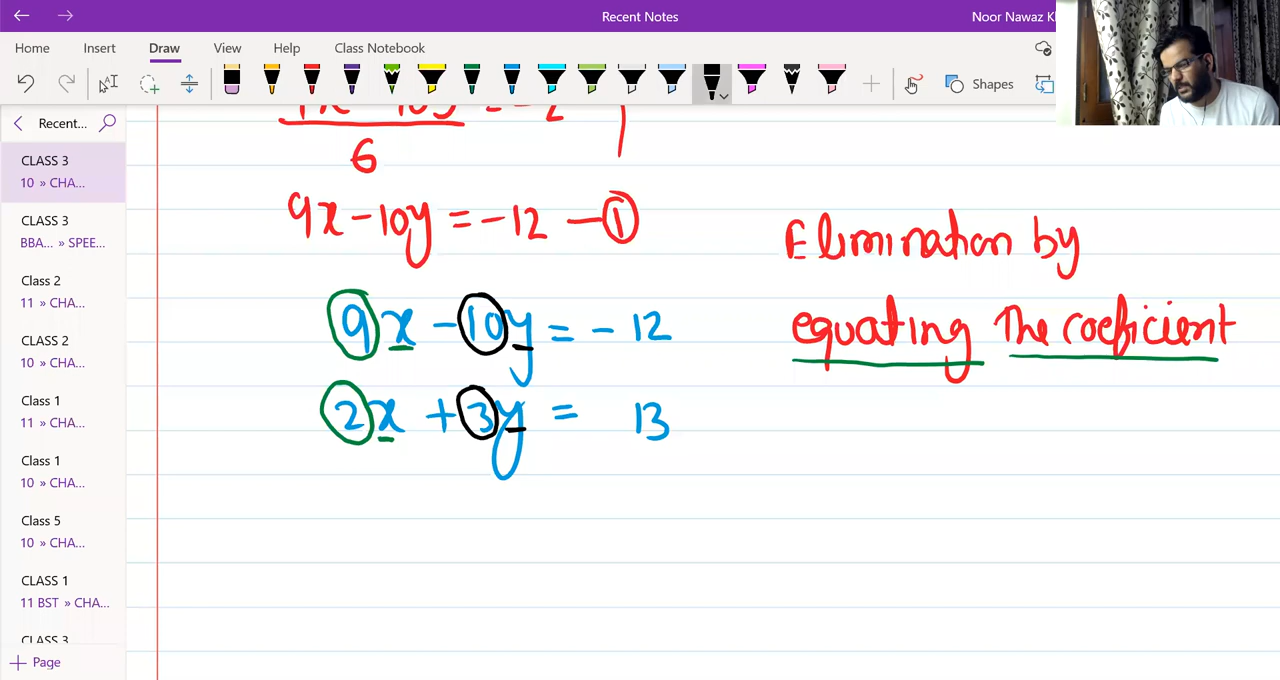 Recent Notes
Noor Nawaz
Home Insert Draw View Help Class Notebook
Shapes
Recent...
CLASS 3
10 » CHA...
CLASS 3
BBA... » SPEE...
Class 2
11 » CHA...
CLASS 2
10 » CHA...
Class 1
11 » CHA...
Class 1
10 » CHA...
Class 5
10 » CHA...
CLASS 1
11 BST » CHA...
CLASS 3
+ Page
6
9x - 10y = -12 - ①
9x - 10y = - 12
2x + 3y = 13
Elimination by
equating the coeficient